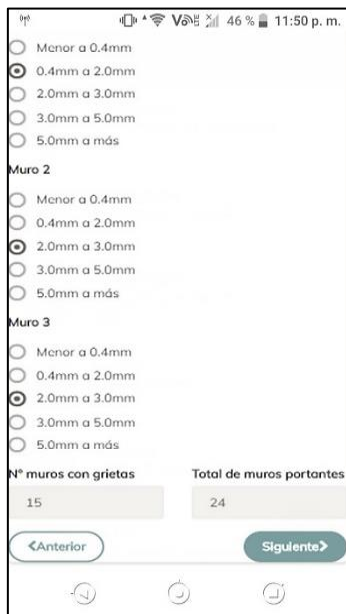 46 % 11:50 p. m.
Menor a 0.4mm
0.4mm a 2.0mm
2.0mm a 3.0mm
3.0mm a 5.0mm
5.0mm a más
Muro 2
Menor a 0.4mm
0.4mm a 2.0mm
2.0mm a 3.0mm
3.0mm a 5.0mm
5.0mm a más
Muro 3
Menor a 0.4mm
0.4mm a 2.0mm
2.0mm a 3.0mm
3.0mm a 5.0mm
5.0mm a más
N° muros con grietas Total de muros portantes
15 24
<Anterior Siguiente>